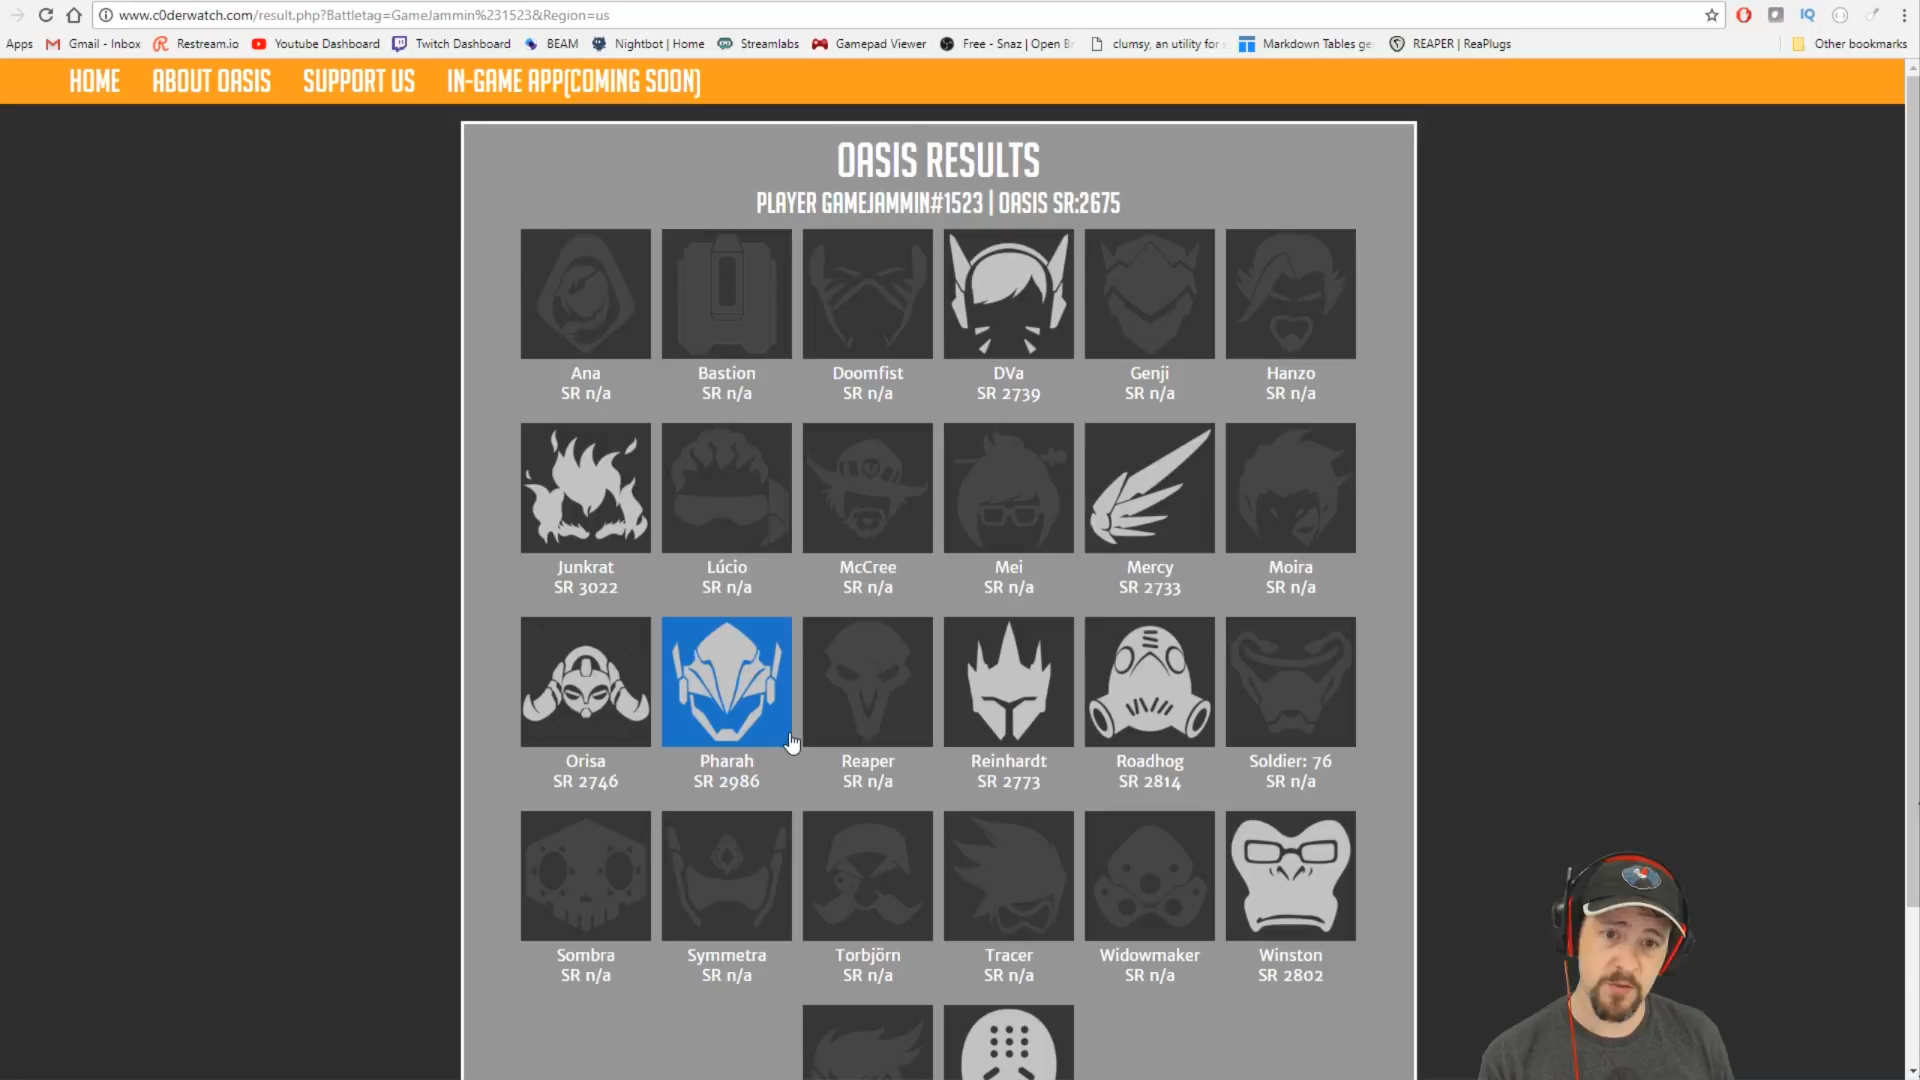 www.c0derwatch.com/result.php?Battletag=GameJammin%231523&Region=us
Apps Gmail - Inbox Restream.io Youtube Dashboard Twitch Dashboard BEAM Nightbot | Home Streamlabs Gamepad Viewer Free - Snaz | Open Br clumsy, an utility for Markdown Tables ge REAPER | ReaPlugs Other bookmarks
HOME ABOUT OASIS SUPPORT US IN-GAME APP(COMING SOON)
OASIS RESULTS
PLAYER GAMEJAMMIN#1523 | OASIS SR:2675
Ana Bastion Doomfist DVa Genji Hanzo
SR n/a SR n/a SR n/a SR 2739 SR n/a SR n/a
Junkrat Lúcio McCree Mei Mercy Moira
SR 3022 SR n/a SR n/a SR n/a SR 2733 SR n/a
Orisa Pharah Reaper Reinhardt Roadhog Soldier: 76
SR 2746 SR 2986 SR n/a SR 2773 SR 2814 SR n/a
Sombra Symmetra Torbjörn Tracer Widowmaker Winston
SR n/a SR n/a SR n/a SR n/a SR n/a SR 2802